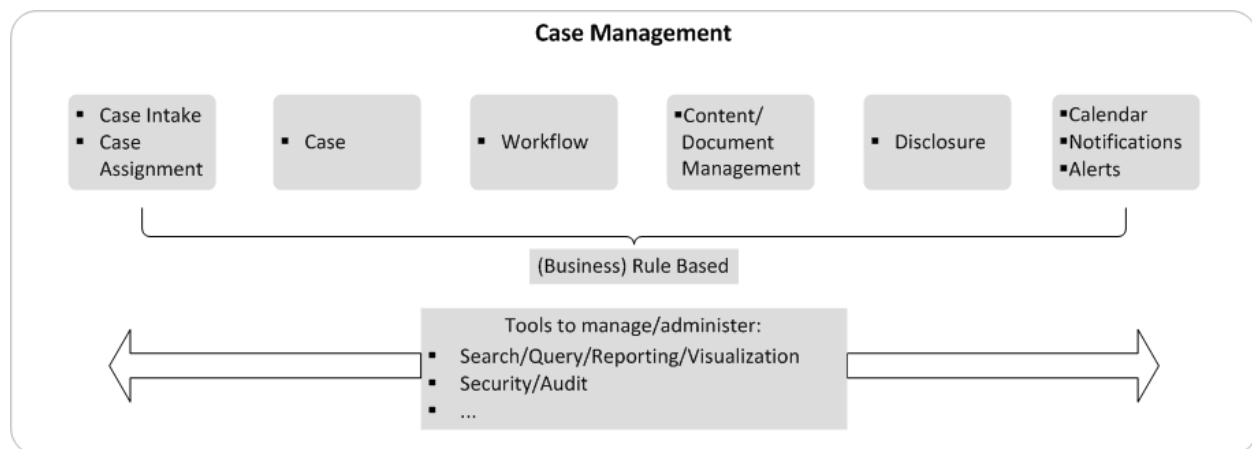 Case Management
▪ Case Intake
▪ Case
Assignment
▪ Case
▪ Workflow
▪Content/
Document
Management
▪ Disclosure
▪Calendar
▪Notifications
▪Alerts
(Business) Rule Based
Tools to manage/administer:
▪ Search/Query/Reporting/Visualization
▪ Security/Audit
▪ ...